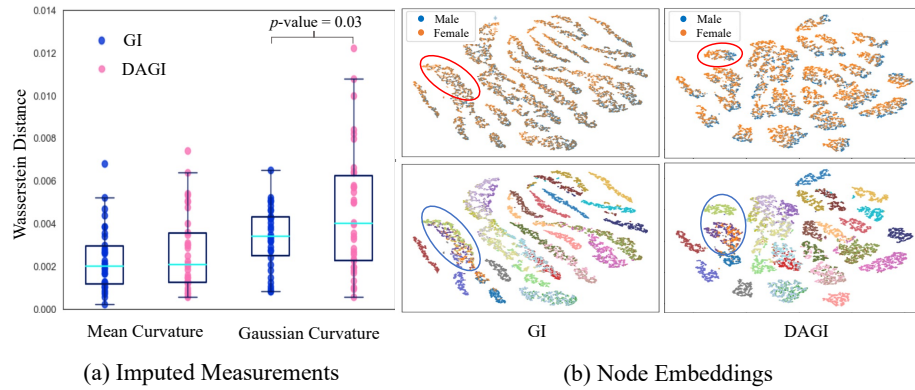 p-value = 0.03
0.014
0.012
0.010
0.008
0.006
0.004
0.002
0.000
Wasserstein Distance
GI
DAGI
Mean Curvature
Gaussian Curvature
(a) Imputed Measurements
Male
Female
Male
Female
GI
DAGI
(b) Node Embeddings